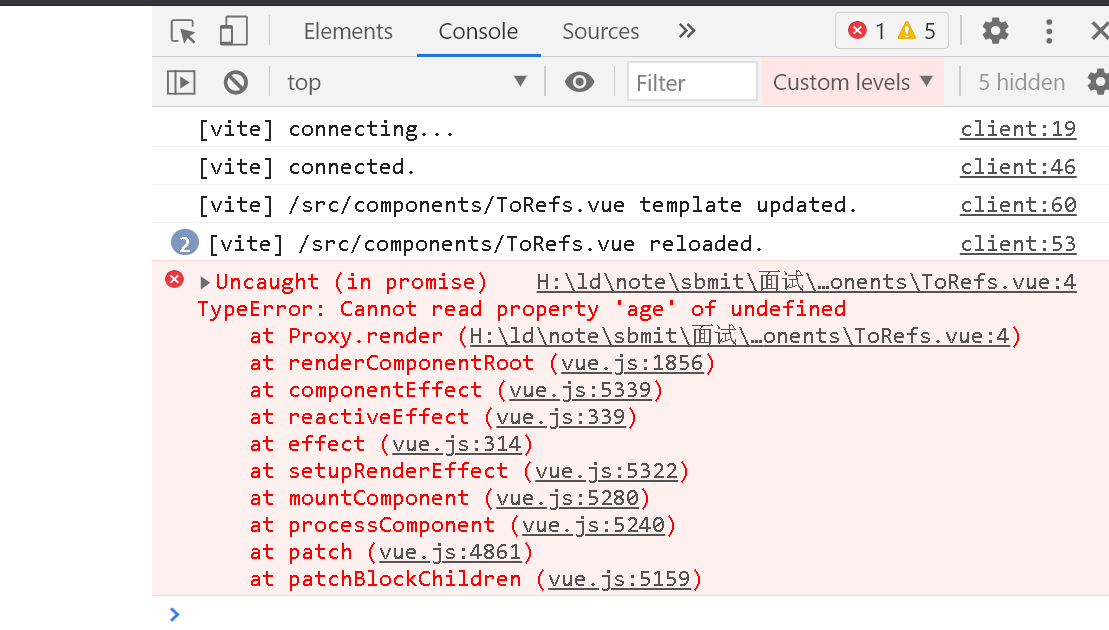 Elements Console Sources » 1 5
top Filter Custom levels 5 hidden
[vite] connecting... client:19
[vite] connected. client:46
[vite] /src/components/ToRefs.vue template updated. client:60
2 [vite] /src/components/ToRefs.vue reloaded. client:53
Uncaught (in promise) H:\ld\note\sbmit\面试\…onents\ToRefs.vue:4
TypeError: Cannot read property 'age' of undefined
at Proxy.render (H:\ld\note\sbmit\面试\…onents\ToRefs.vue:4)
at renderComponentRoot (vue.js:1856)
at componentEffect (vue.js:5339)
at reactiveEffect (vue.js:339)
at effect (vue.js:314)
at setupRenderEffect (vue.js:5322)
at mountComponent (vue.js:5280)
at processComponent (vue.js:5240)
at patch (vue.js:4861)
at patchBlockChildren (vue.js:5159)